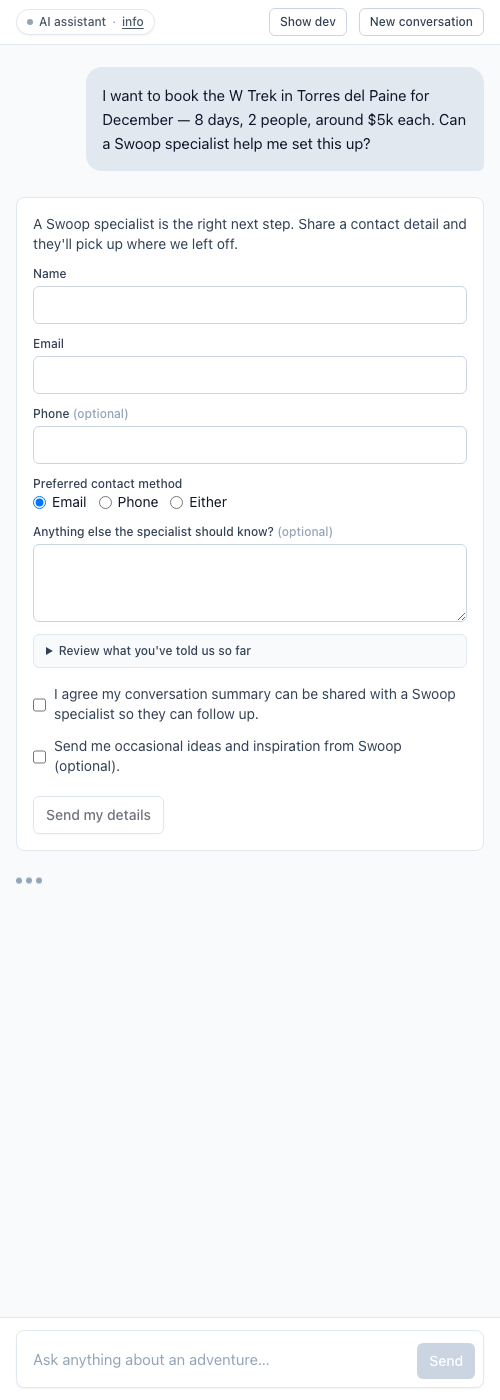 AI assistant · info
Show dev
New conversation
I want to book the W Trek in Torres del Paine for
December — 8 days, 2 people, around $5k each. Can
a Swoop specialist help me set this up?
A Swoop specialist is the right next step. Share a contact detail and
they'll pick up where we left off.
Name
Email
Phone (optional)
Preferred contact method
Email Phone Either
Anything else the specialist should know? (optional)
Review what you've told us so far
I agree my conversation summary can be shared with a Swoop
specialist so they can follow up.
Send me occasional ideas and inspiration from Swoop
(optional).
Send my details
Ask anything about an adventure...
Send